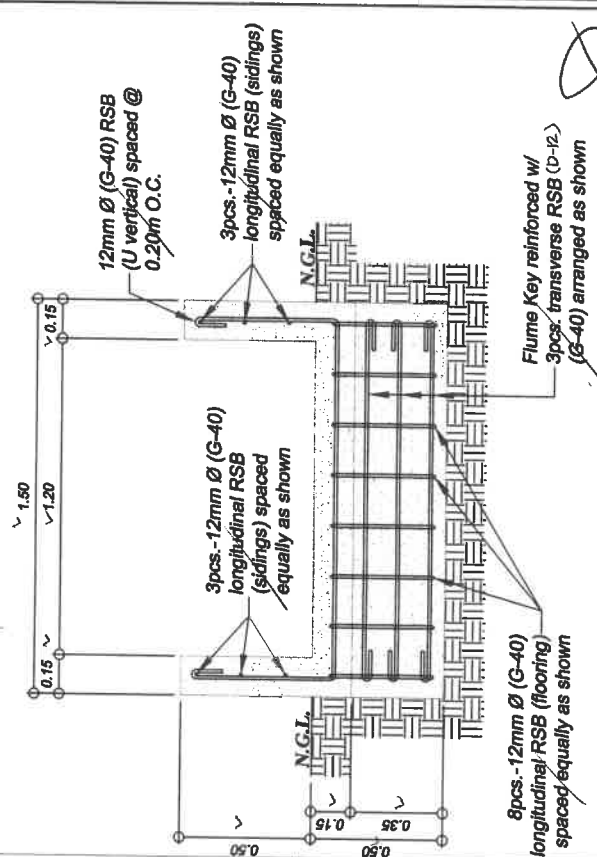 1.50
0.15
1.20
0.15
12mm Ø (G-40) RSB
(U vertical) spaced @
0.20m O.C.
3pcs.-12mm Ø (G-40)
longitudinal RSB
(sidings) spaced
equally as shown
3pcs.-12mm Ø (G-40)
longitudinal RSB (sidings)
spaced equally as shown
N.G.L.
N.G.L.
0.50
0.15
0.35
0.50
8pcs.-12mm Ø (G-40)
longitudinal RSB (flooring)
spaced equally as shown
Flume Key reinforced w/
3pcs. transverse RSB (D-12)
(G-40) arranged as shown